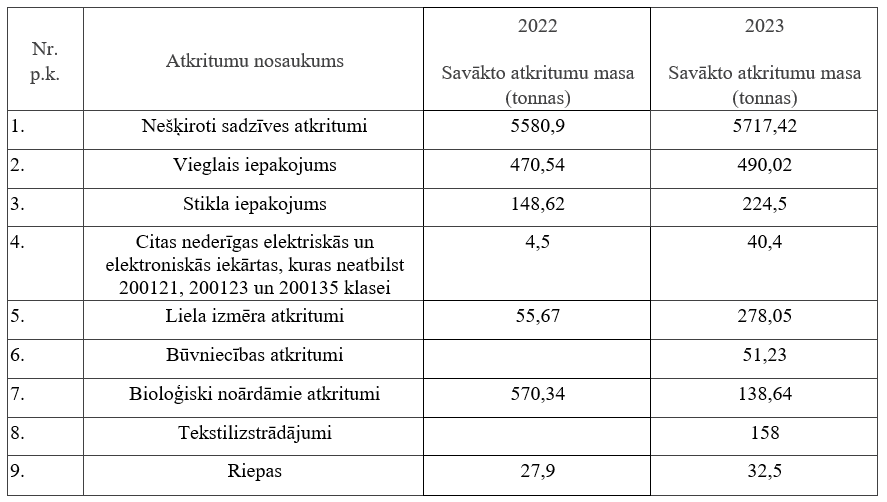 Nr. p.k. Atkritumu nosaukums 2022 Savākto atkritumu masa (tonnas) 2023 Savākto atkritumu masa (tonnas)
1. Nešķiroti sadzīves atkritumi 5580,9 5717,42
2. Vieglais iepakojums 470,54 490,02
3. Stikla iepakojums 148,62 224,5
4. Citas nederīgas elektriskās un 4,5 40,4
elektroniskās iekārtas, kuras neatbilst
200121, 200123 un 200135 klasei
5. Liela izmēra atkritumi 55,67 278,05
6. Būvniecības atkritumi 51,23
7. Bioloģiski noārdāmie atkritumi 570,34 138,64
8. Tekstilizstrādājumi 158
9. Riepas 27,9 32,5